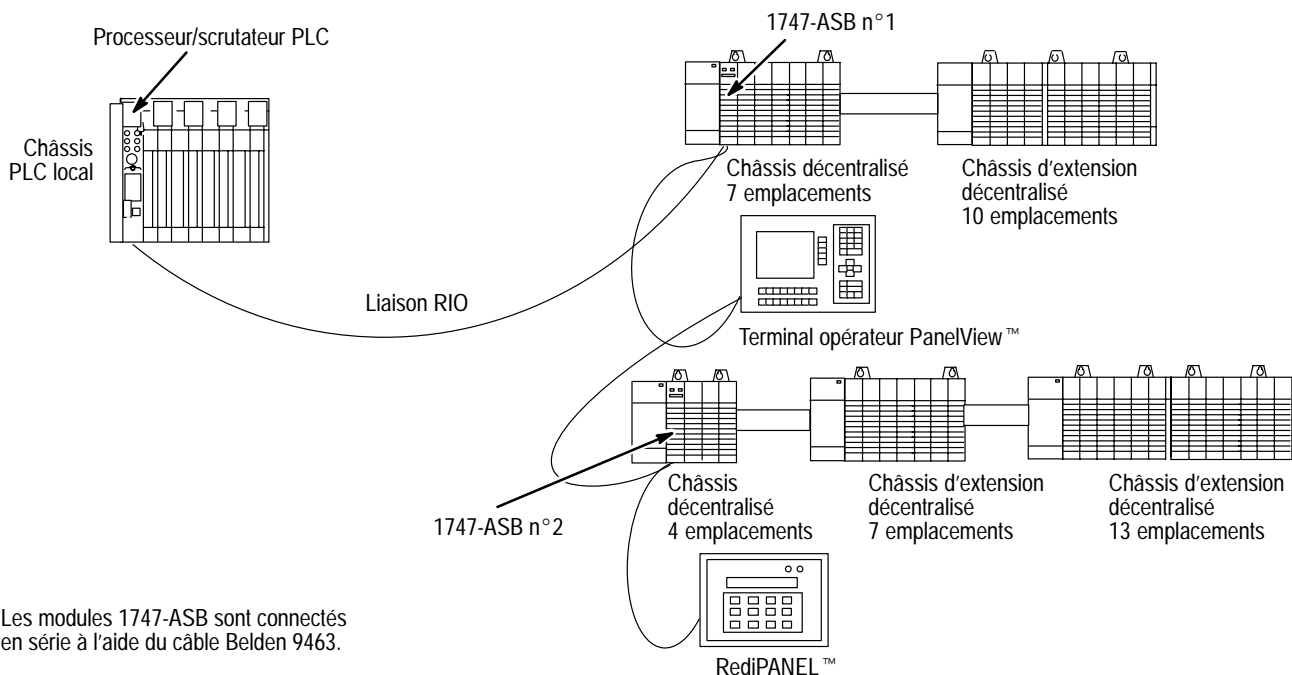 1747-ASB n°1
Processeur/scrutateur PLC
Châssis
PLC local
Châssis décentralisé
7 emplacements
Châssis d'extension
décentralisé
10 emplacements
Liaison RIO
Terminal opérateur PanelView™
Châssis
décentralisé
4 emplacements
Châssis d'extension
décentralisé
7 emplacements
Châssis d'extension
décentralisé
13 emplacements
1747-ASB n°2
Les modules 1747-ASB sont connectés
en série à l'aide du câble Belden 9463.
RediPANEL™